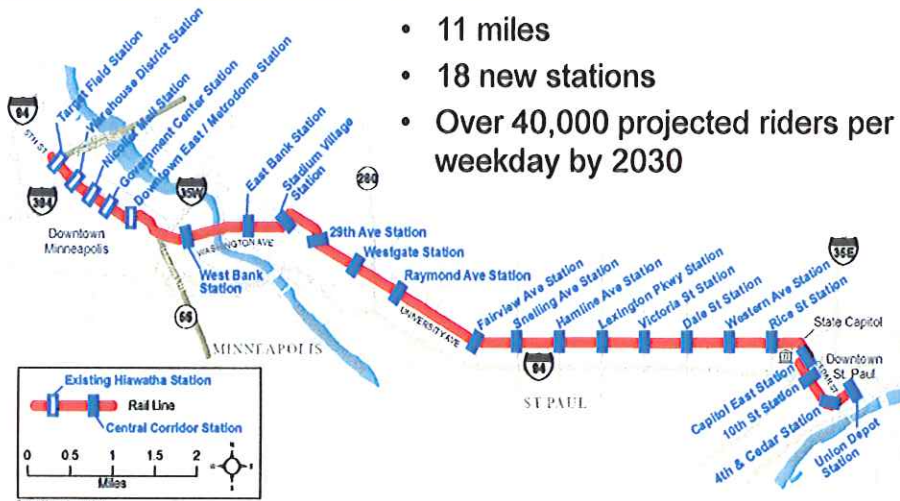 • 11 miles
• 18 new stations
• Over 40,000 projected riders per
weekday by 2030
94
5TH ST
394
Target Field Station
Warehouse District Station
Nicollet Mall Station
Government Center Station
Downtown East / Metrodome Station
35W
East Bank Station
Stadium Village
Station
280
Downtown
Minneapolis
WASHINGTON AVE
West Bank
Station
55
MINNEAPOLIS
29th Ave Station
Westgate Station
Raymond Ave Station
UNIVERSITY AVE
Fairview Ave Station
Snelling Ave Station
Hamline Ave Station
Lexington Pkwy Station
Victoria St Station
Dale St Station
Western Ave Station
Rice St Station
35E
State Capitol
94
ST PAUL
Downtown
St. Paul
Capitol East Station
10th St Station
4th & Cedar Station
Union Depot
Station
Existing Hiawatha Station
Rail Line
Central Corridor Station
0 0.5 1 1.5 2
Miles
N